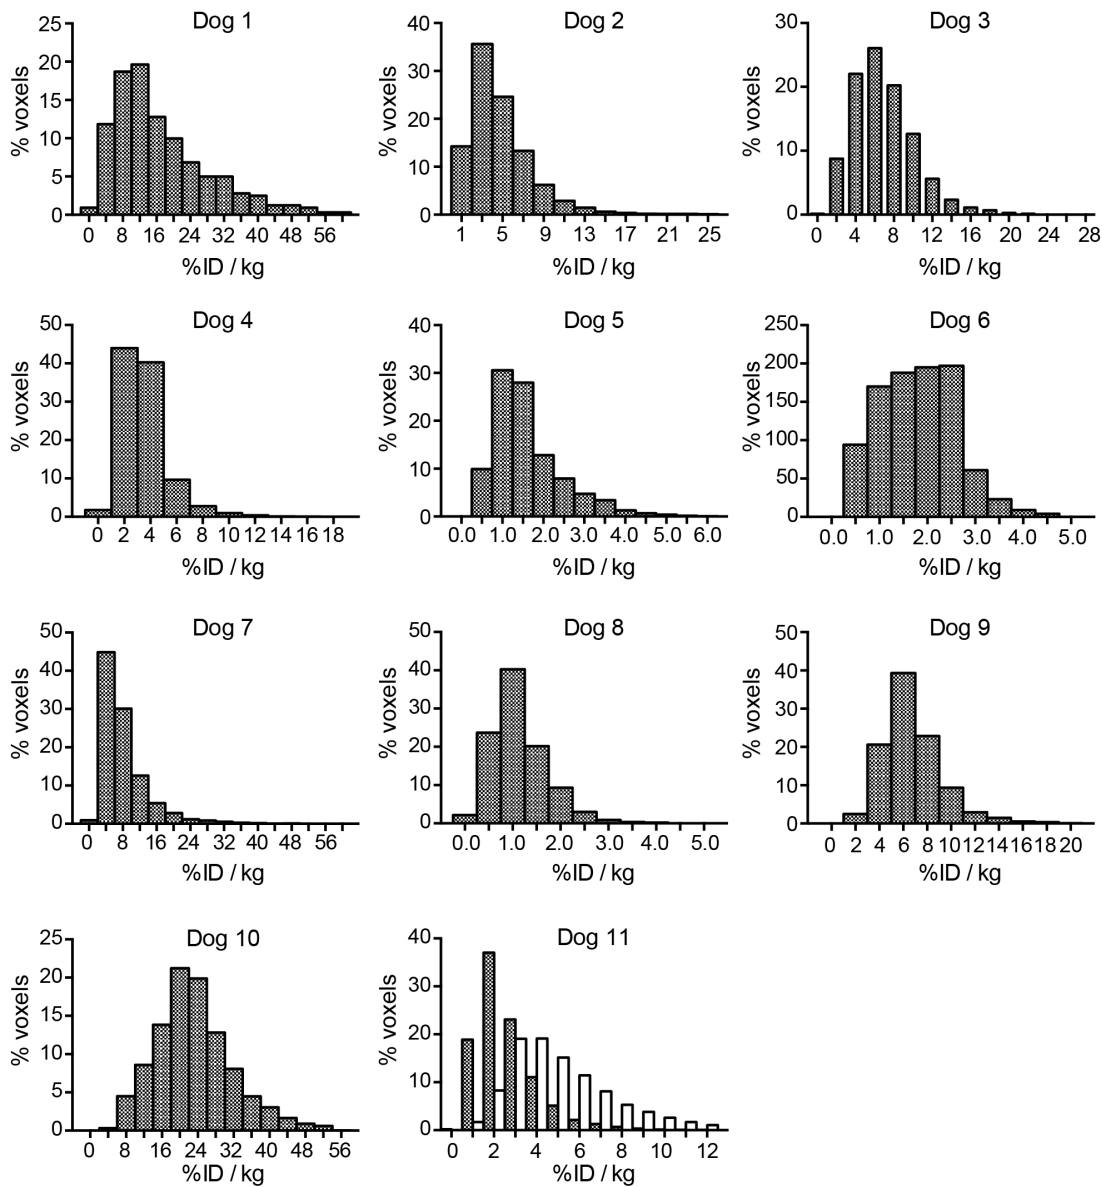 Dog 1 Dog 2 Dog 3
25 20 15 10 5 0
% voxels
0 8 16 24 32 40 48 56
%ID / kg
40 30 20 10 0
% voxels
1 5 9 13 17 21 25
%ID / kg
30 20 10 0
% voxels
0 4 8 12 16 20 24 28
%ID / kg
Dog 4 Dog 5 Dog 6
50 40 30 20 10 0
% voxels
0 2 4 6 8 10 12 14 16 18
%ID / kg
40 30 20 10 0
% voxels
0.0 1.0 2.0 3.0 4.0 5.0 6.0
%ID / kg
250 200 150 100 50 0
% voxels
0.0 1.0 2.0 3.0 4.0 5.0
%ID / kg
Dog 7 Dog 8 Dog 9
50 40 30 20 10 0
% voxels
0 8 16 24 32 40 48 56
%ID / kg
50 40 30 20 10 0
% voxels
0.0 1.0 2.0 3.0 4.0 5.0
%ID / kg
50 40 30 20 10 0
% voxels
0 2 4 6 8 10 12 14 16 18 20
%ID / kg
Dog 10 Dog 11
25 20 15 10 5 0
% voxels
0 8 16 24 32 40 48 56
%ID / kg
40 30 20 10 0
% voxels
0 2 4 6 8 10 12
%ID / kg